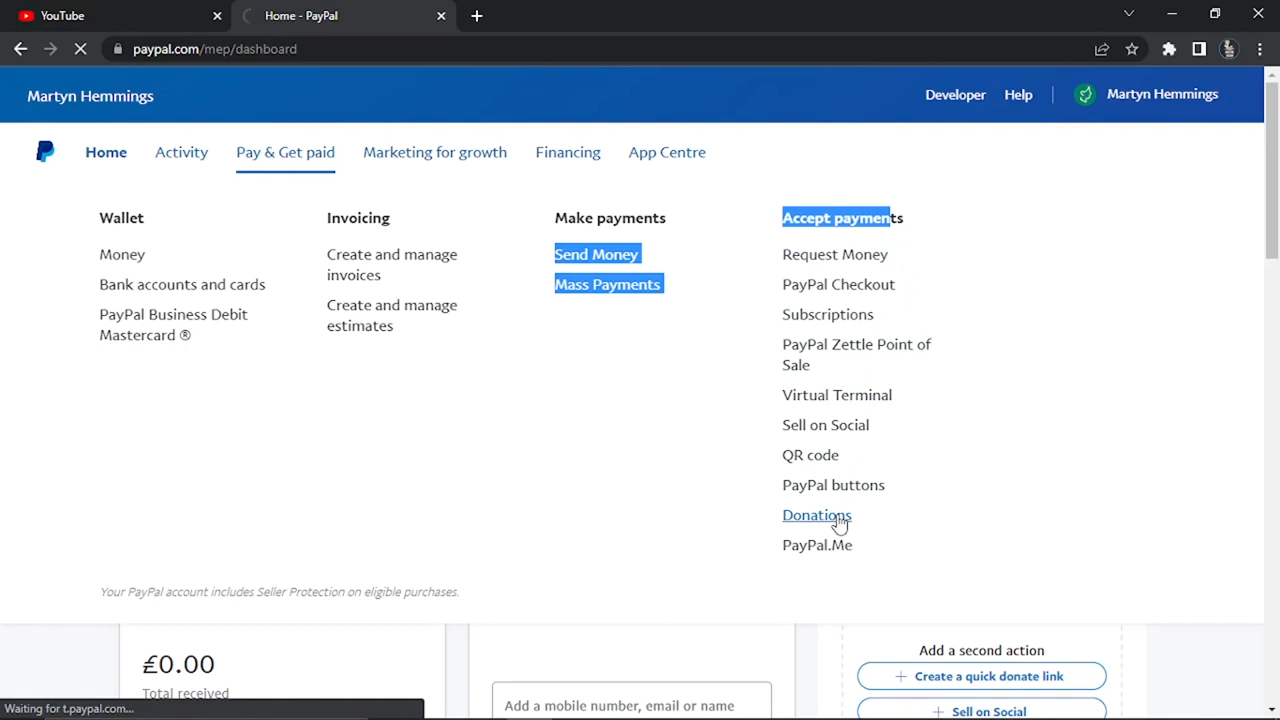 YouTube
Home - PayPal
paypal.com/mep/dashboard
Martyn Hemmings
Developer
Help
Martyn Hemmings
Home
Activity
Pay & Get paid
Marketing for growth
Financing
App Centre
Wallet
Money
Bank accounts and cards
PayPal Business Debit
Mastercard ®
Invoicing
Create and manage
invoices
Create and manage
estimates
Make payments
Send Money
Mass Payments
Accept payments
Request Money
PayPal Checkout
Subscriptions
PayPal Zettle Point of
Sale
Virtual Terminal
Sell on Social
QR code
PayPal buttons
Donations
PayPal.Me
Your PayPal account includes Seller Protection on eligible purchases.
£0.00
Total received
Add a mobile number, email or name
Add a second action
+ Create a quick donate link
+ Sell on Social
Waiting for t.paypal.com...